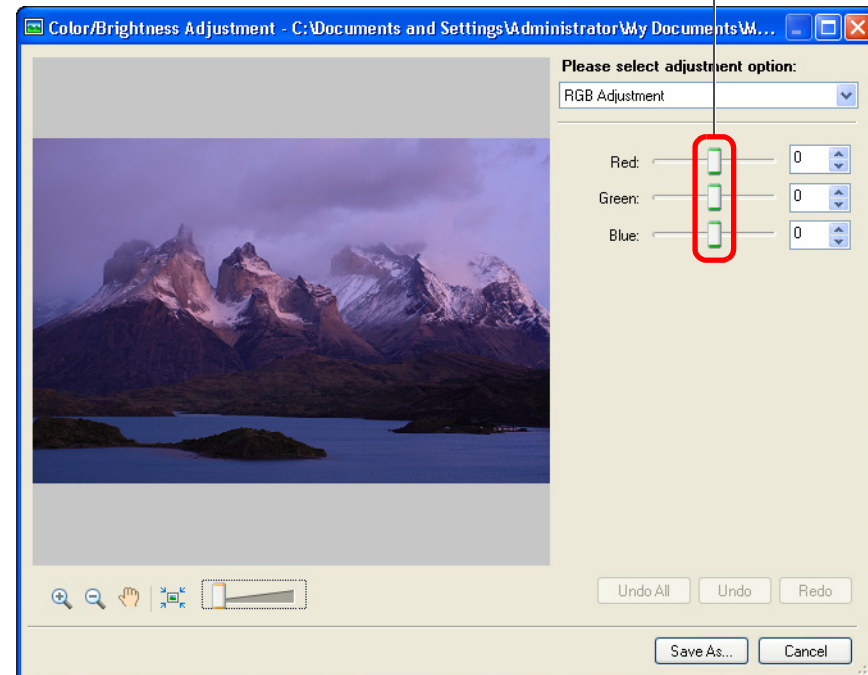 Color/Brightness Adjustment - C:\Documents and Settings\Administrator\My Documents\M...
Please select adjustment option:
RGB Adjustment
Red: 0
Green: 0
Blue: 0
Undo All Undo Redo
Save As... Cancel